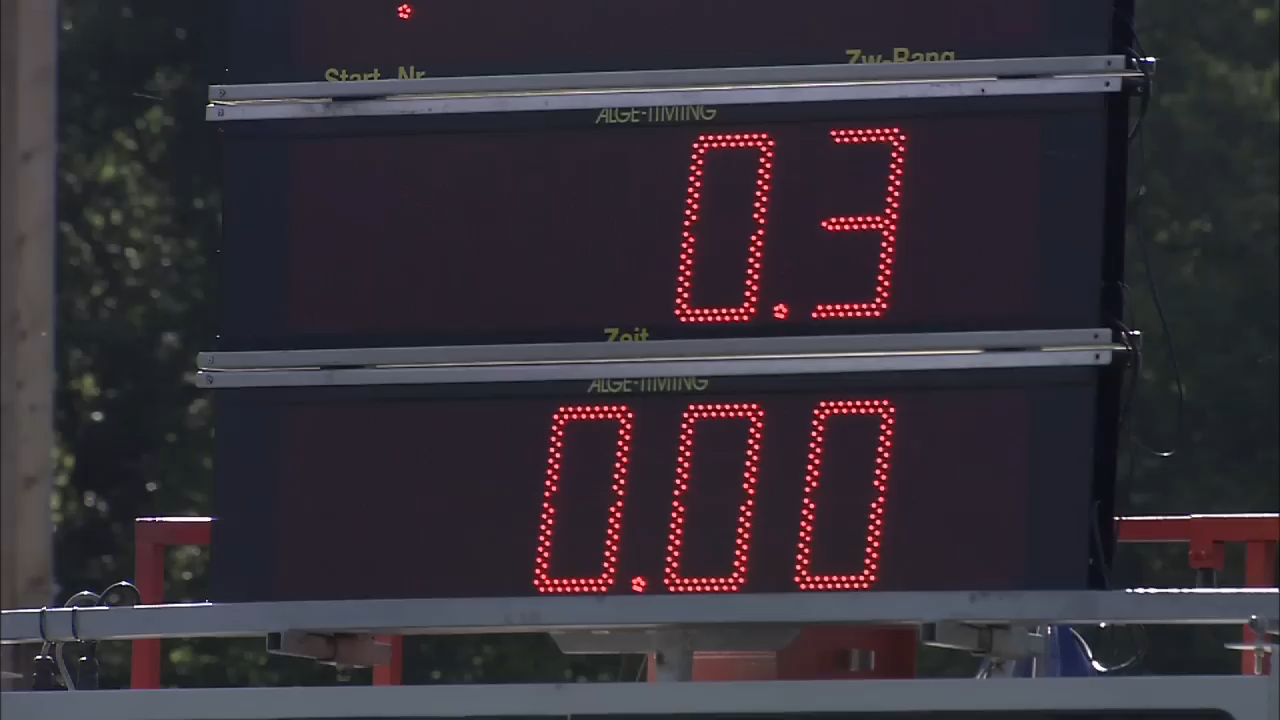 Start Nr Zw-Rang
ALGE-TIMING
0.3
Zeit
ALGE-TIMING
0.00